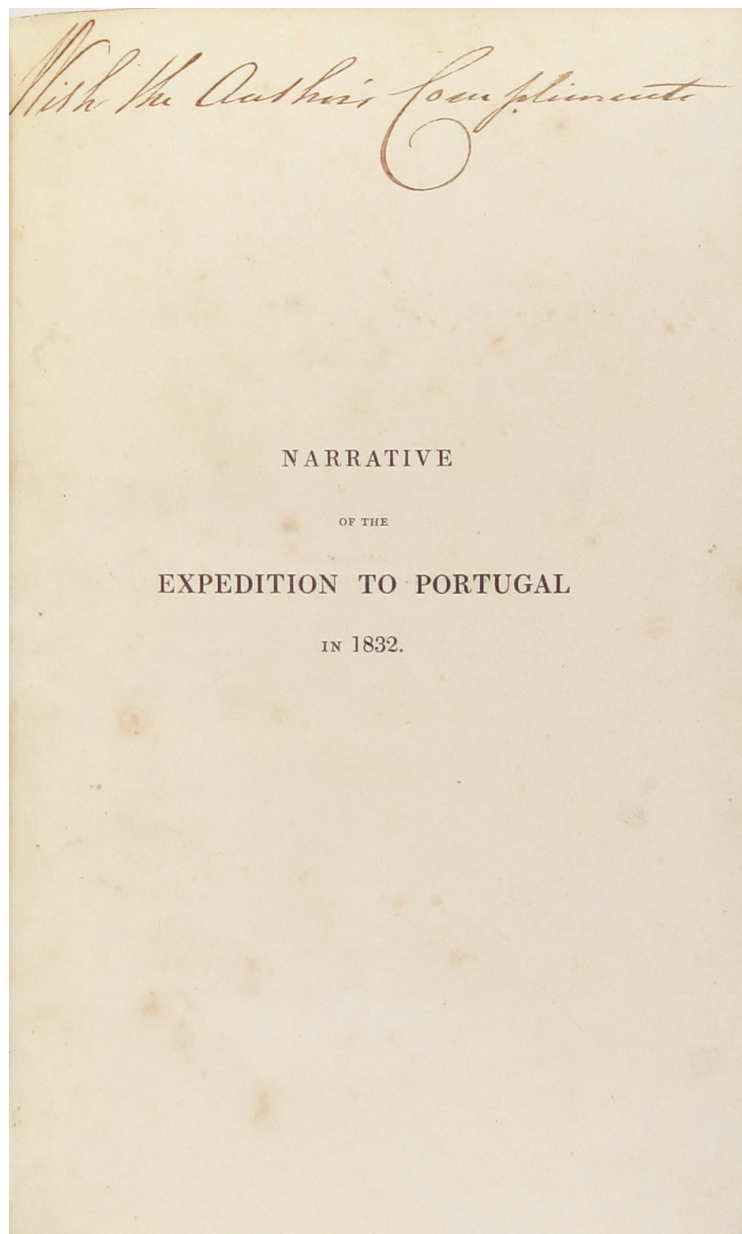 With the Author's Compliments
NARRATIVE
OF THE
EXPEDITION TO PORTUGAL
IN 1832.